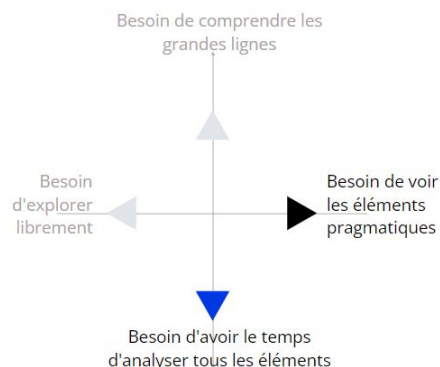 Besoin de comprendre les
grandes lignes
Besoin
d'explorer
librement
Besoin de voir
les éléments
pragmatiques
Besoin d'avoir le temps
d'analyser tous les éléments